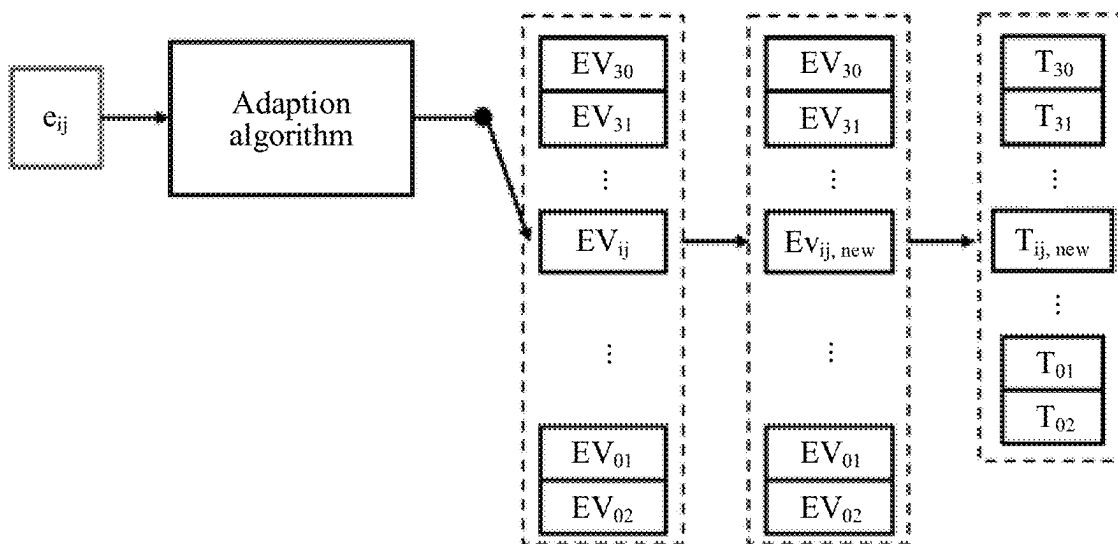 e_ij
Adaption
algorithm
EV_30
EV_31
⋮
EV_ij
⋮
EV_01
EV_02
EV_30
EV_31
⋮
Ev_ij, new
⋮
EV_01
EV_02
T_30
T_31
⋮
T_ij, new
⋮
T_01
T_02